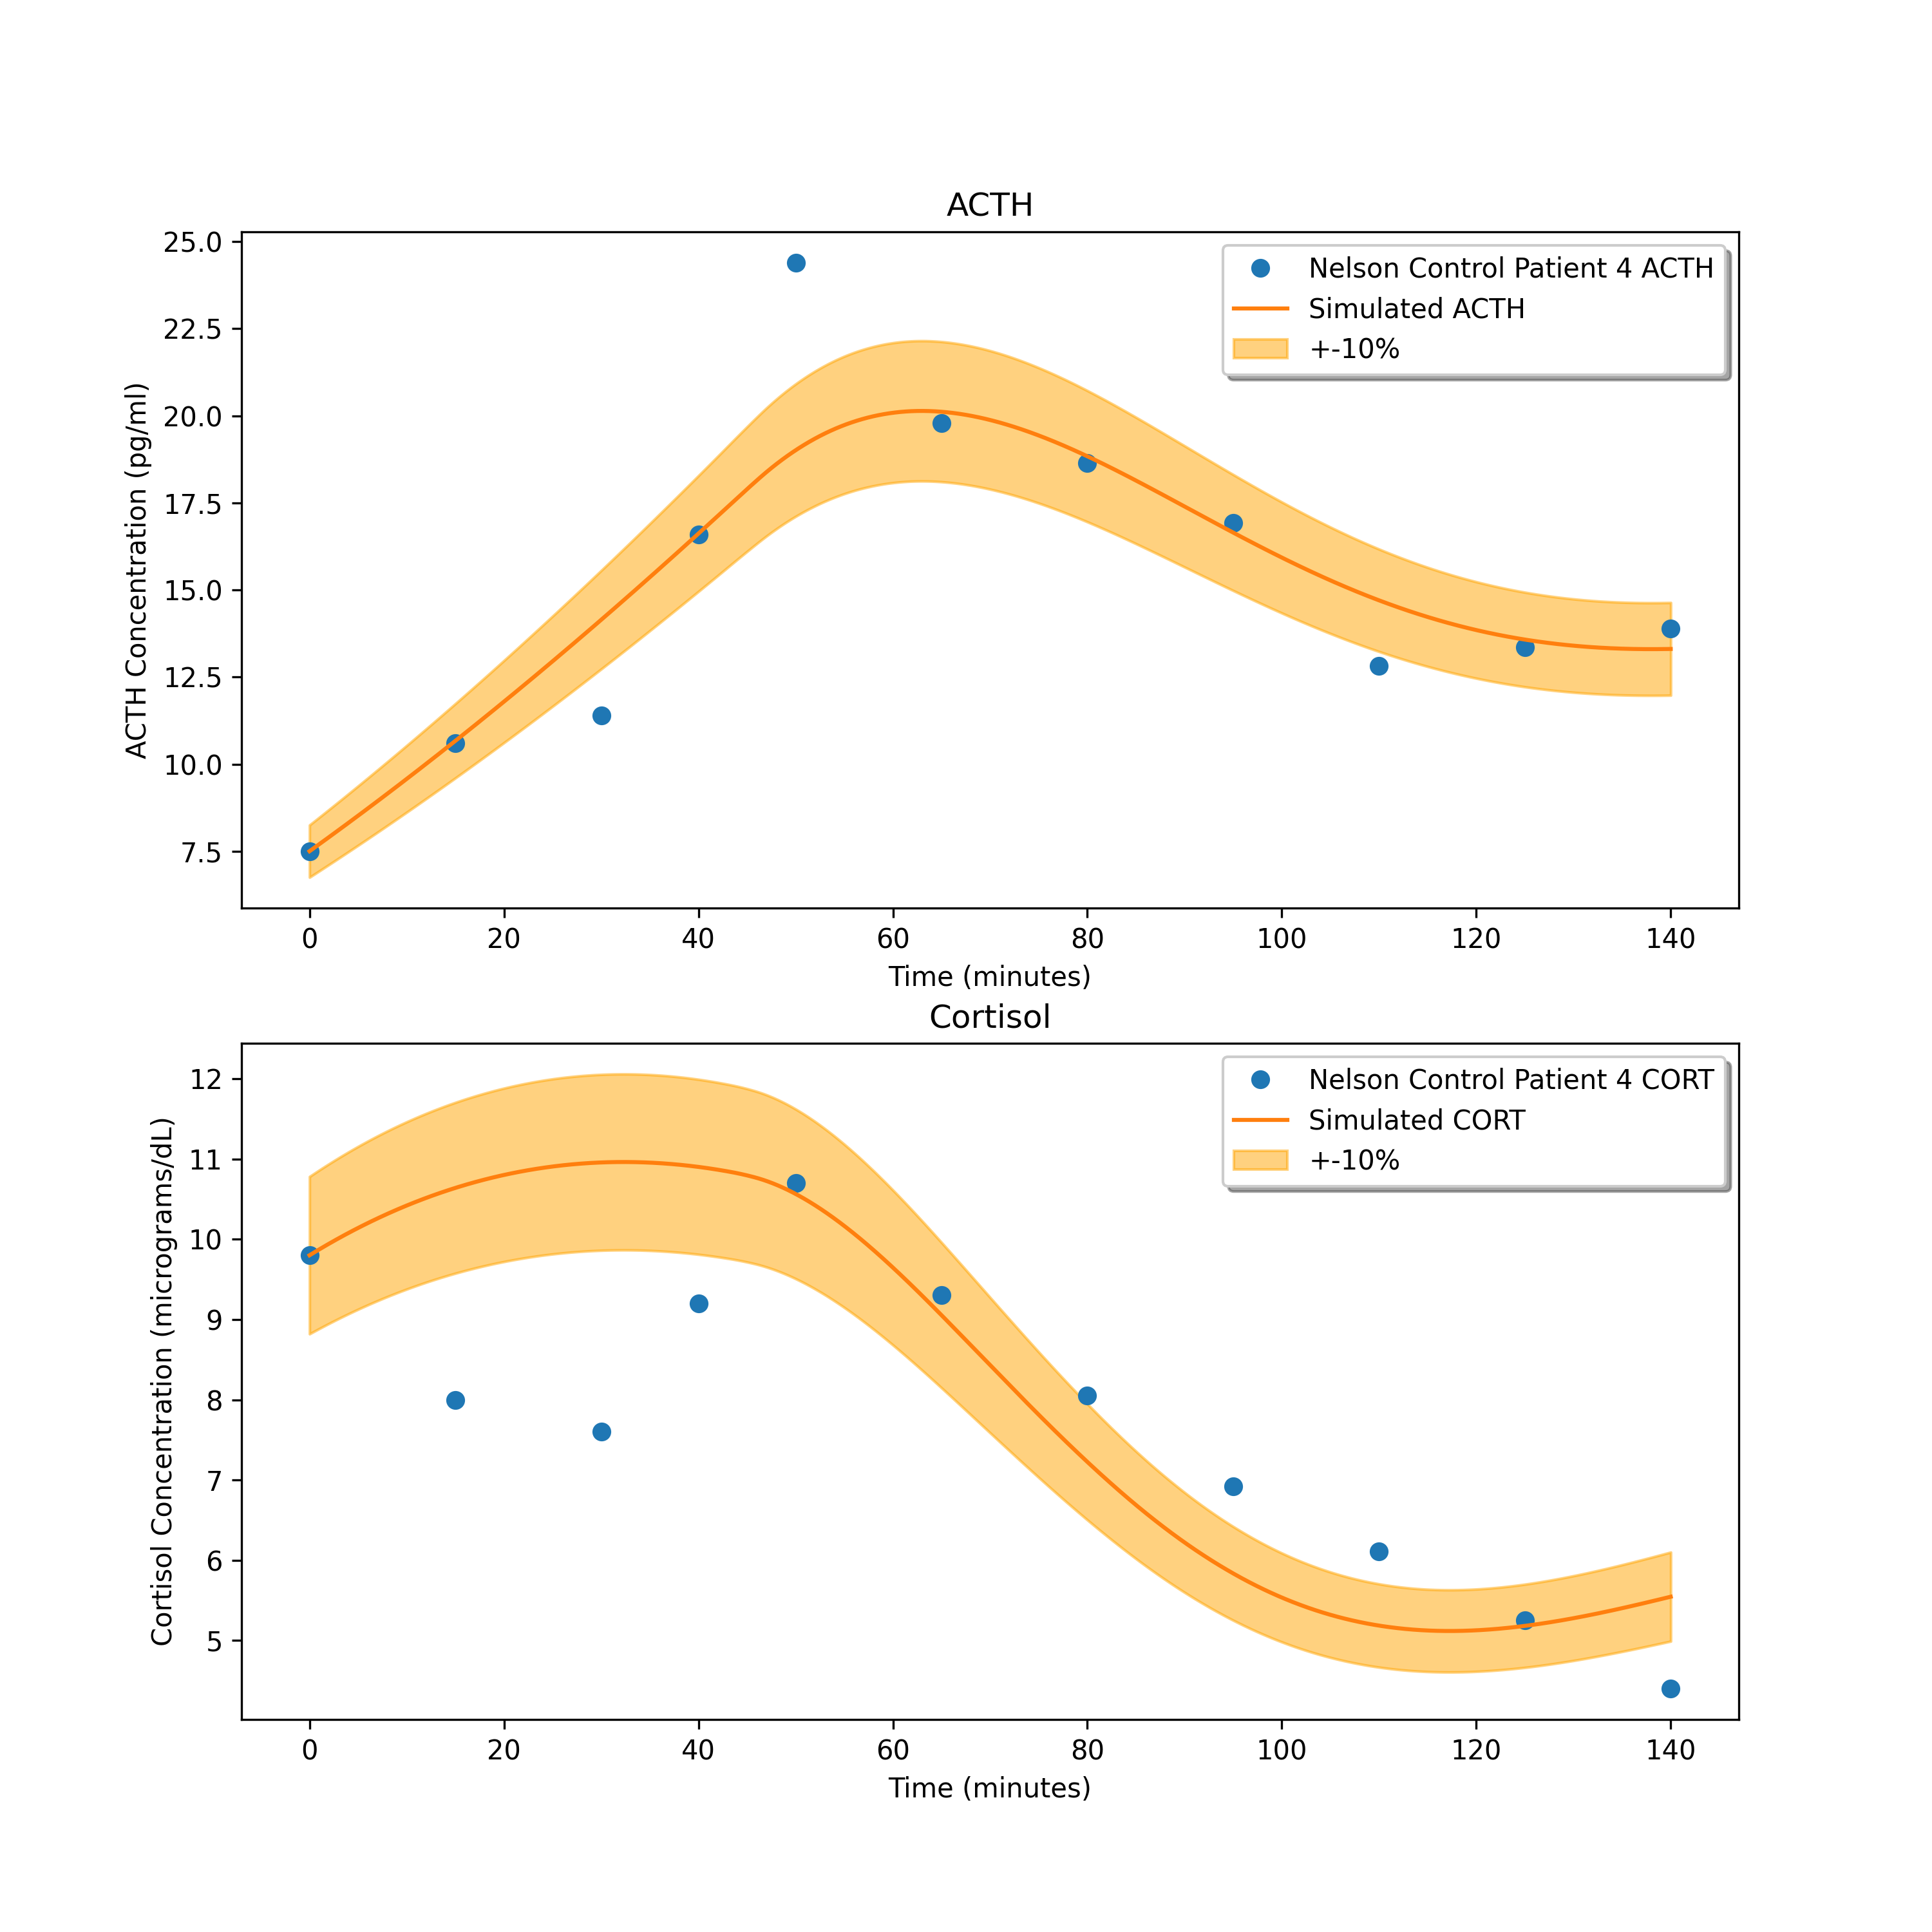 ACTH
25.0
22.5
20.0
17.5
15.0
12.5
10.0
7.5
ACTH Concentration (pg/ml)
Nelson Control Patient 4 ACTH
Simulated ACTH
+-10%
0 20 40 60 80 100 120 140
Time (minutes)
Cortisol
12
11
10
9
8
7
6
5
Cortisol Concentration (micrograms/dL)
Nelson Control Patient 4 CORT
Simulated CORT
+-10%
0 20 40 60 80 100 120 140
Time (minutes)